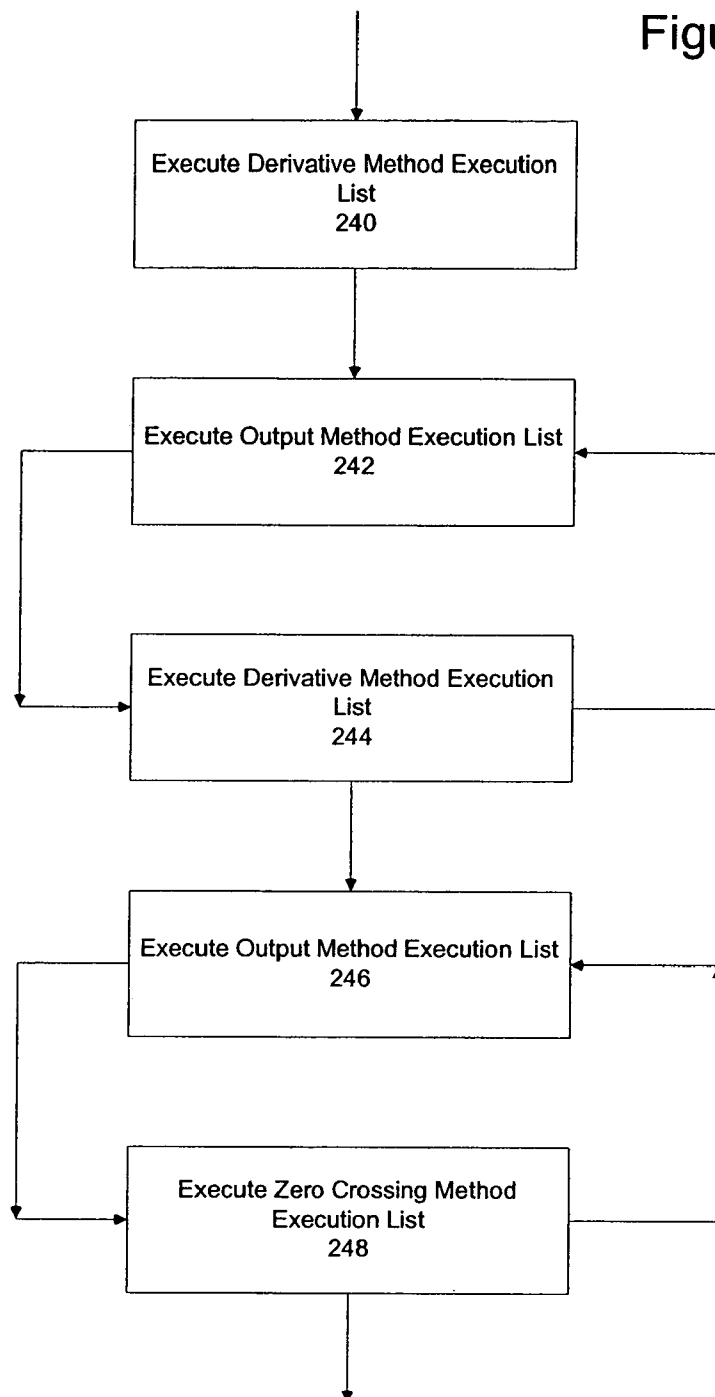 Figu
Execute Derivative Method Execution
List
240
Execute Output Method Execution List
242
Execute Derivative Method Execution
List
244
Execute Output Method Execution List
246
Execute Zero Crossing Method
Execution List
248